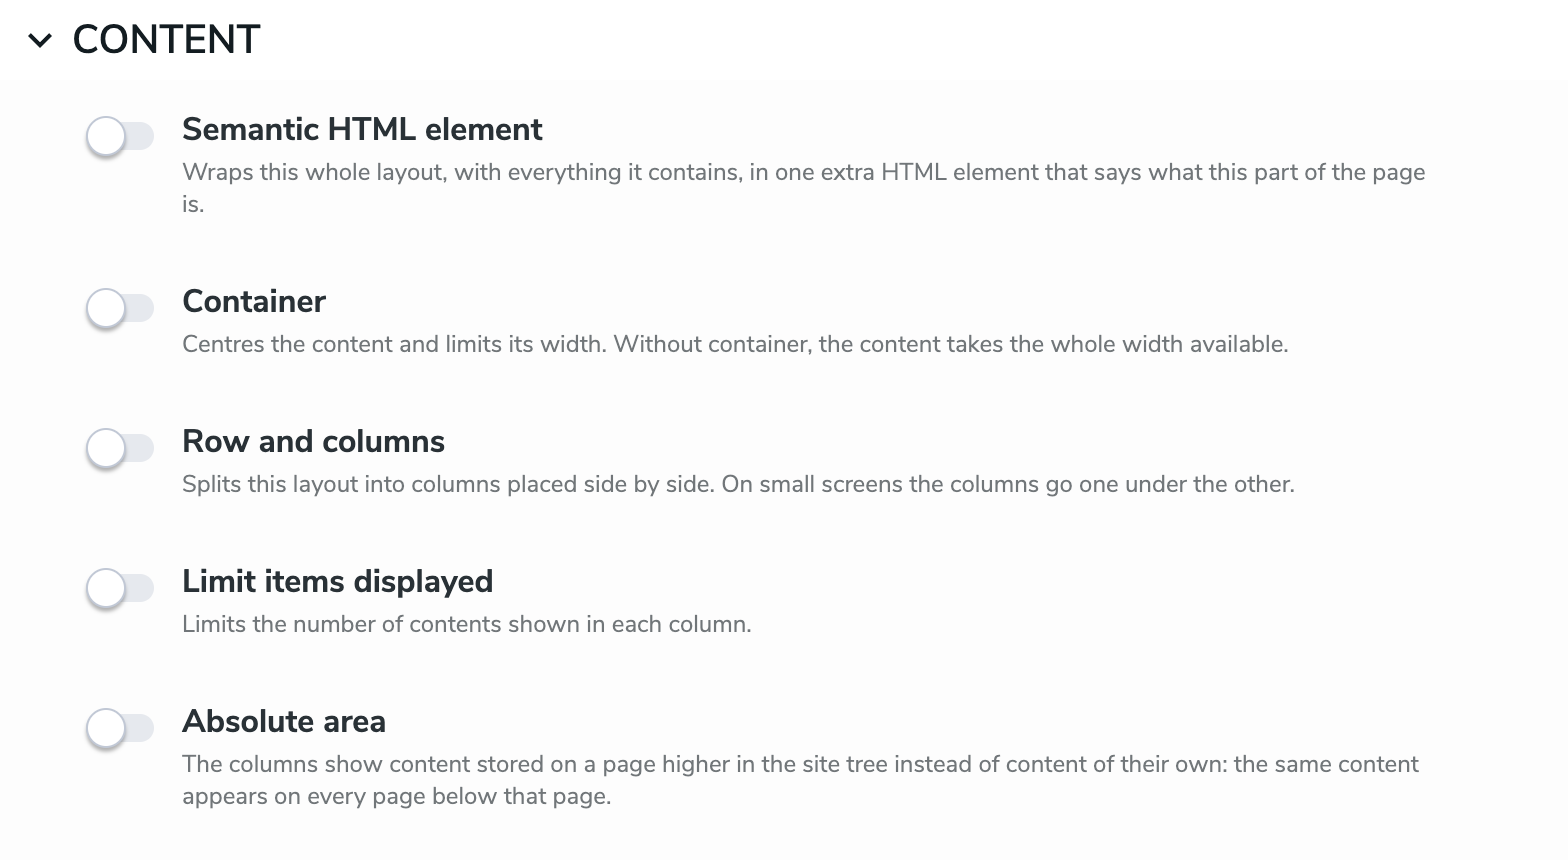 CONTENT
Semantic HTML element
Wraps this whole layout, with everything it contains, in one extra HTML element that says what this part of the page
is.
Container
Centres the content and limits its width. Without container, the content takes the whole width available.
Row and columns
Splits this layout into columns placed side by side. On small screens the columns go one under the other.
Limit items displayed
Limits the number of contents shown in each column.
Absolute area
The columns show content stored on a page higher in the site tree instead of content of their own: the same content
appears on every page below that page.